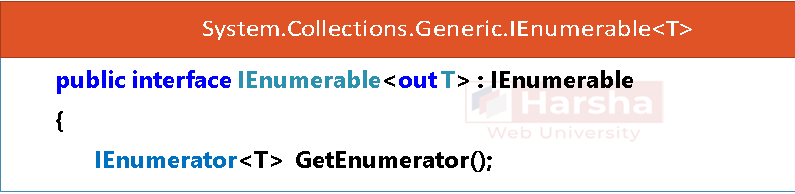 System.Collections.Generic.IEnumerable<T>
public interface IEnumerable<out T> : IEnumerable
Harsha
Web University
{
IEnumerator<T> GetEnumerator();